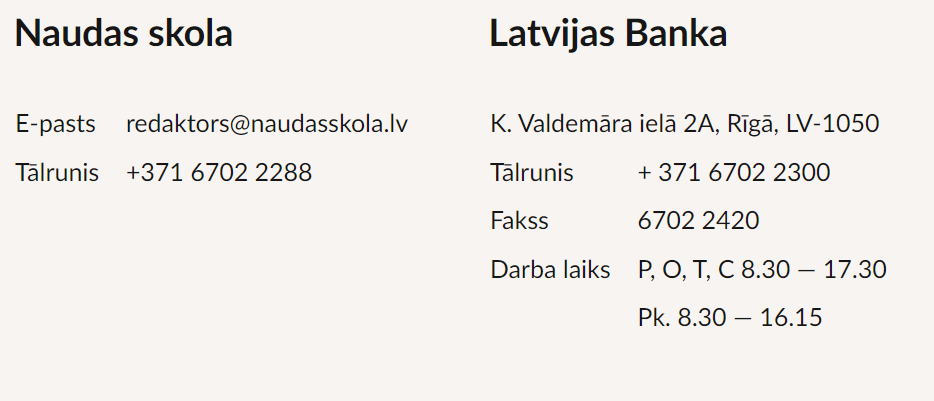 Naudas skola
E-pasts redaktors@naudasskola.lv
Tālrunis +371 6702 2288
Latvijas Banka
K. Valdemāra ielā 2A, Rīgā, LV-1050
Tālrunis + 371 6702 2300
Fakss 6702 2420
Darba laiks P, O, T, C 8.30 — 17.30
Pk. 8.30 — 16.15